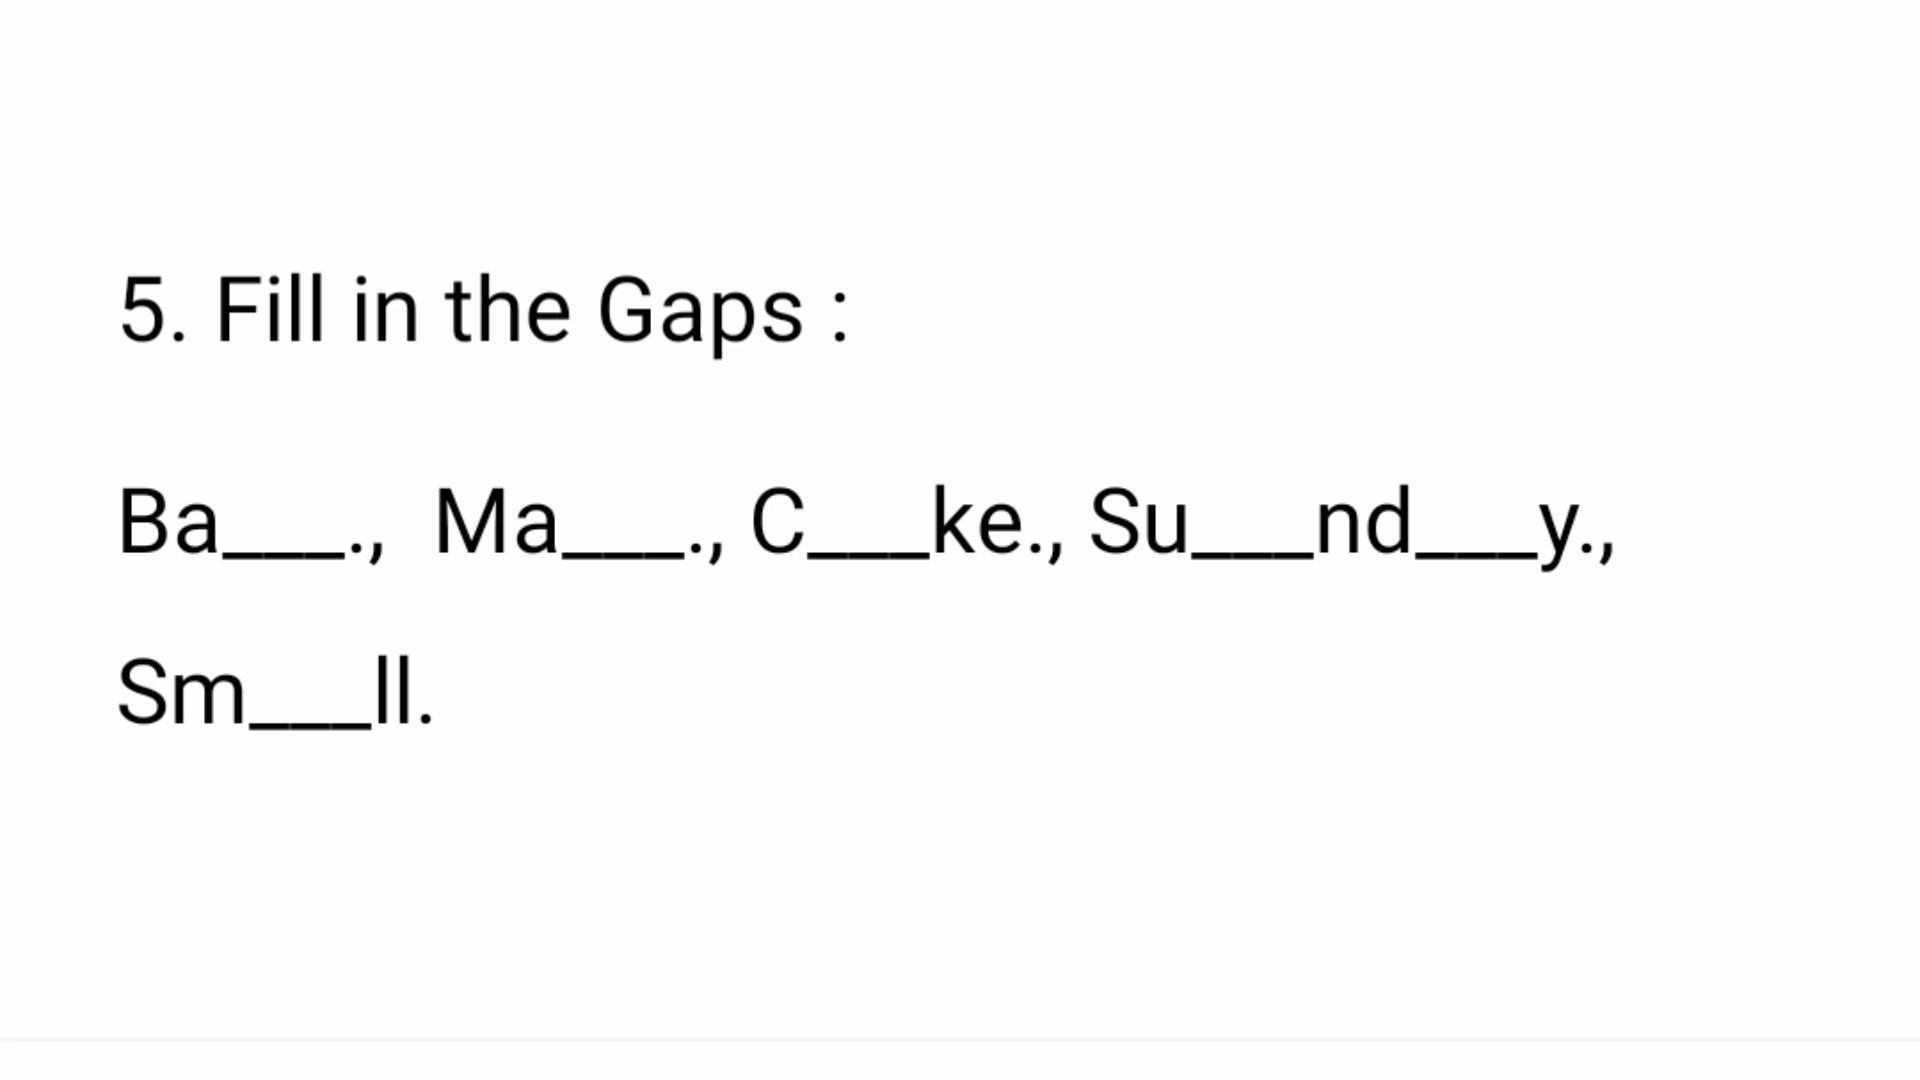 5. Fill in the Gaps :
Ba___.,  Ma___., C___ke., Su___nd___y.,
Sm___ll.